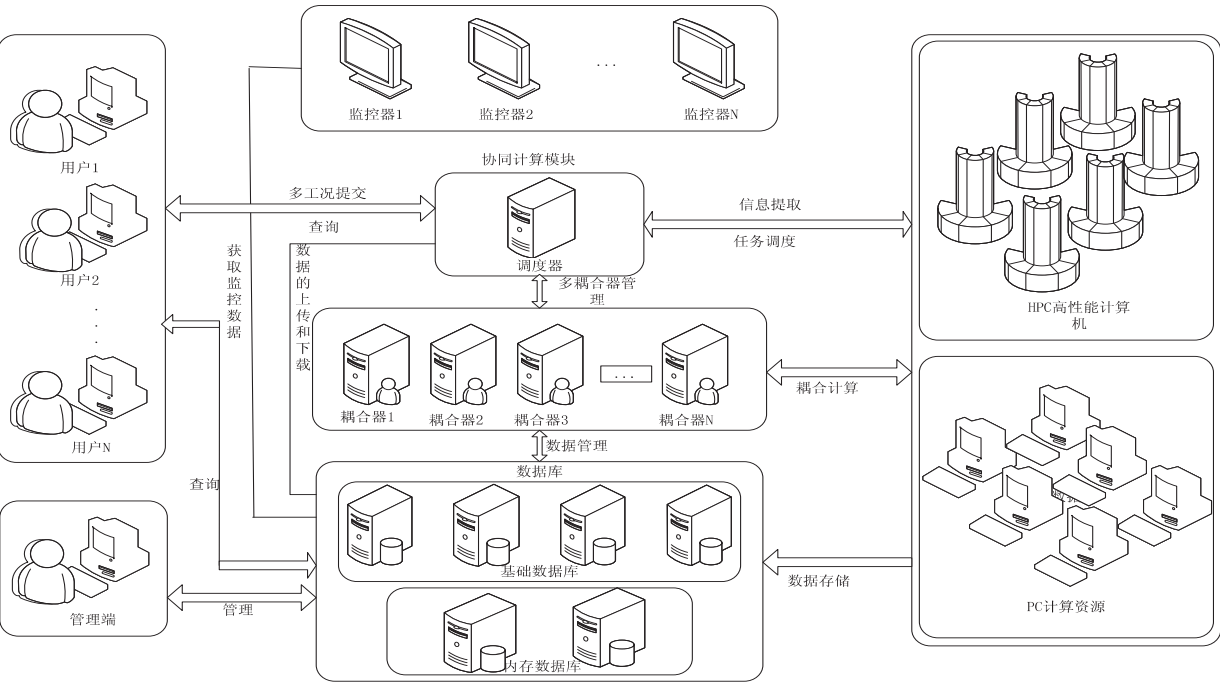 监控器1
监控器2
...
监控器N
用户1
用户2
.
.
.
用户N
协同计算模块
多工况提交
查询
调度器
信息提取
任务调度
HPC高性能计算
机
获取监控数据
数据的上传和下载
多耦合器管
理
耦合器1
耦合器2
耦合器3
...
耦合器N
耦合计算
数据管理
数据库
查询
基础数据库
数据存储
管理端
管理
内存数据库
PC计算资源